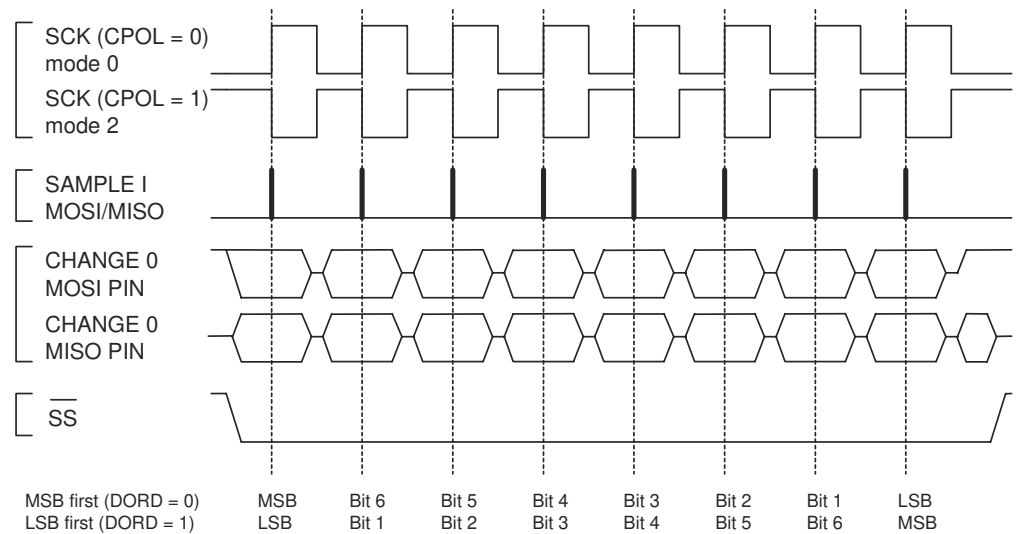 SCK (CPOL = 0)
mode 0
SCK (CPOL = 1)
mode 2
SAMPLE I
MOSI/MISO
CHANGE 0
MOSI PIN
CHANGE 0
MISO PIN
SS
MSB first (DORD = 0) MSB Bit 6 Bit 5 Bit 4 Bit 3 Bit 2 Bit 1 LSB
LSB first (DORD = 1) LSB Bit 1 Bit 2 Bit 3 Bit 4 Bit 5 Bit 6 MSB